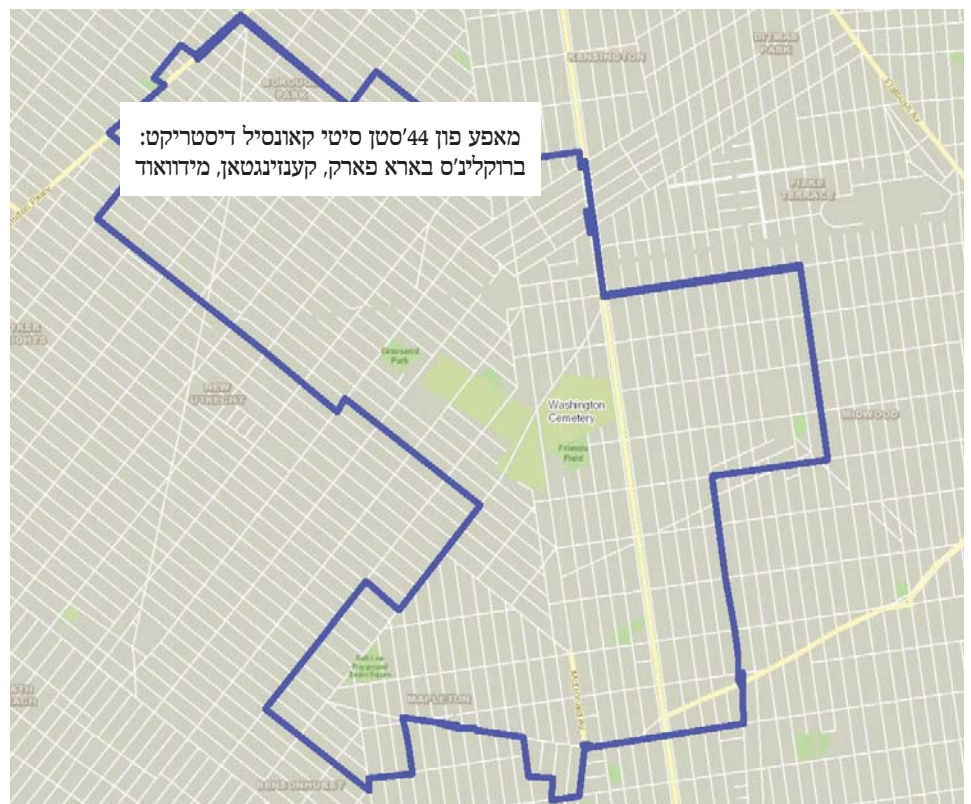 DITMAS
PARK
KENSINGTON
BOROUGH
PARK
מאפע פון 44'סטן סיטי קאונסיל דיסטריקט:
ברוקלינ'ס בארא פארק, קענזינגטאן, מידוואוד
FISKE
TERRACE
Gravesend
Park
NEW
UTRECHT
Washington
Cemetery
MIDWOOD
Friends
Field
MAPLETON
McDonald Av
BENSONHURST